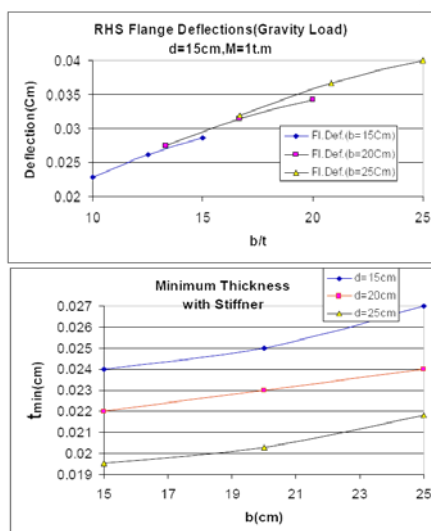 RHS Flange Deflections(Gravity Load)
d=15cm,M=1t.m
Deflection(Cm)
0.04
0.035
0.03
0.025
0.02
10
15
20
25
b/t
Fl.Def.(b=15Cm)
Fl.Def.(b=20Cm)
Fl.Def.(b=25Cm)
Minimum Thickness
with Stiffner
d=15cm
d=20cm
d=25cm
tmin(cm)
0.027
0.026
0.025
0.024
0.023
0.022
0.021
0.02
0.019
15
17
19
21
23
25
b(cm)